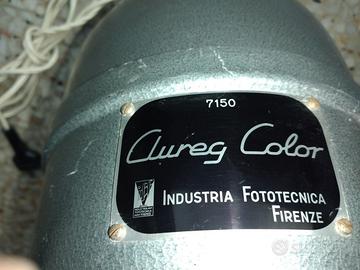 7150
Aureg Color
INDUSTRIA FOTOTECNICA
FIRENZE